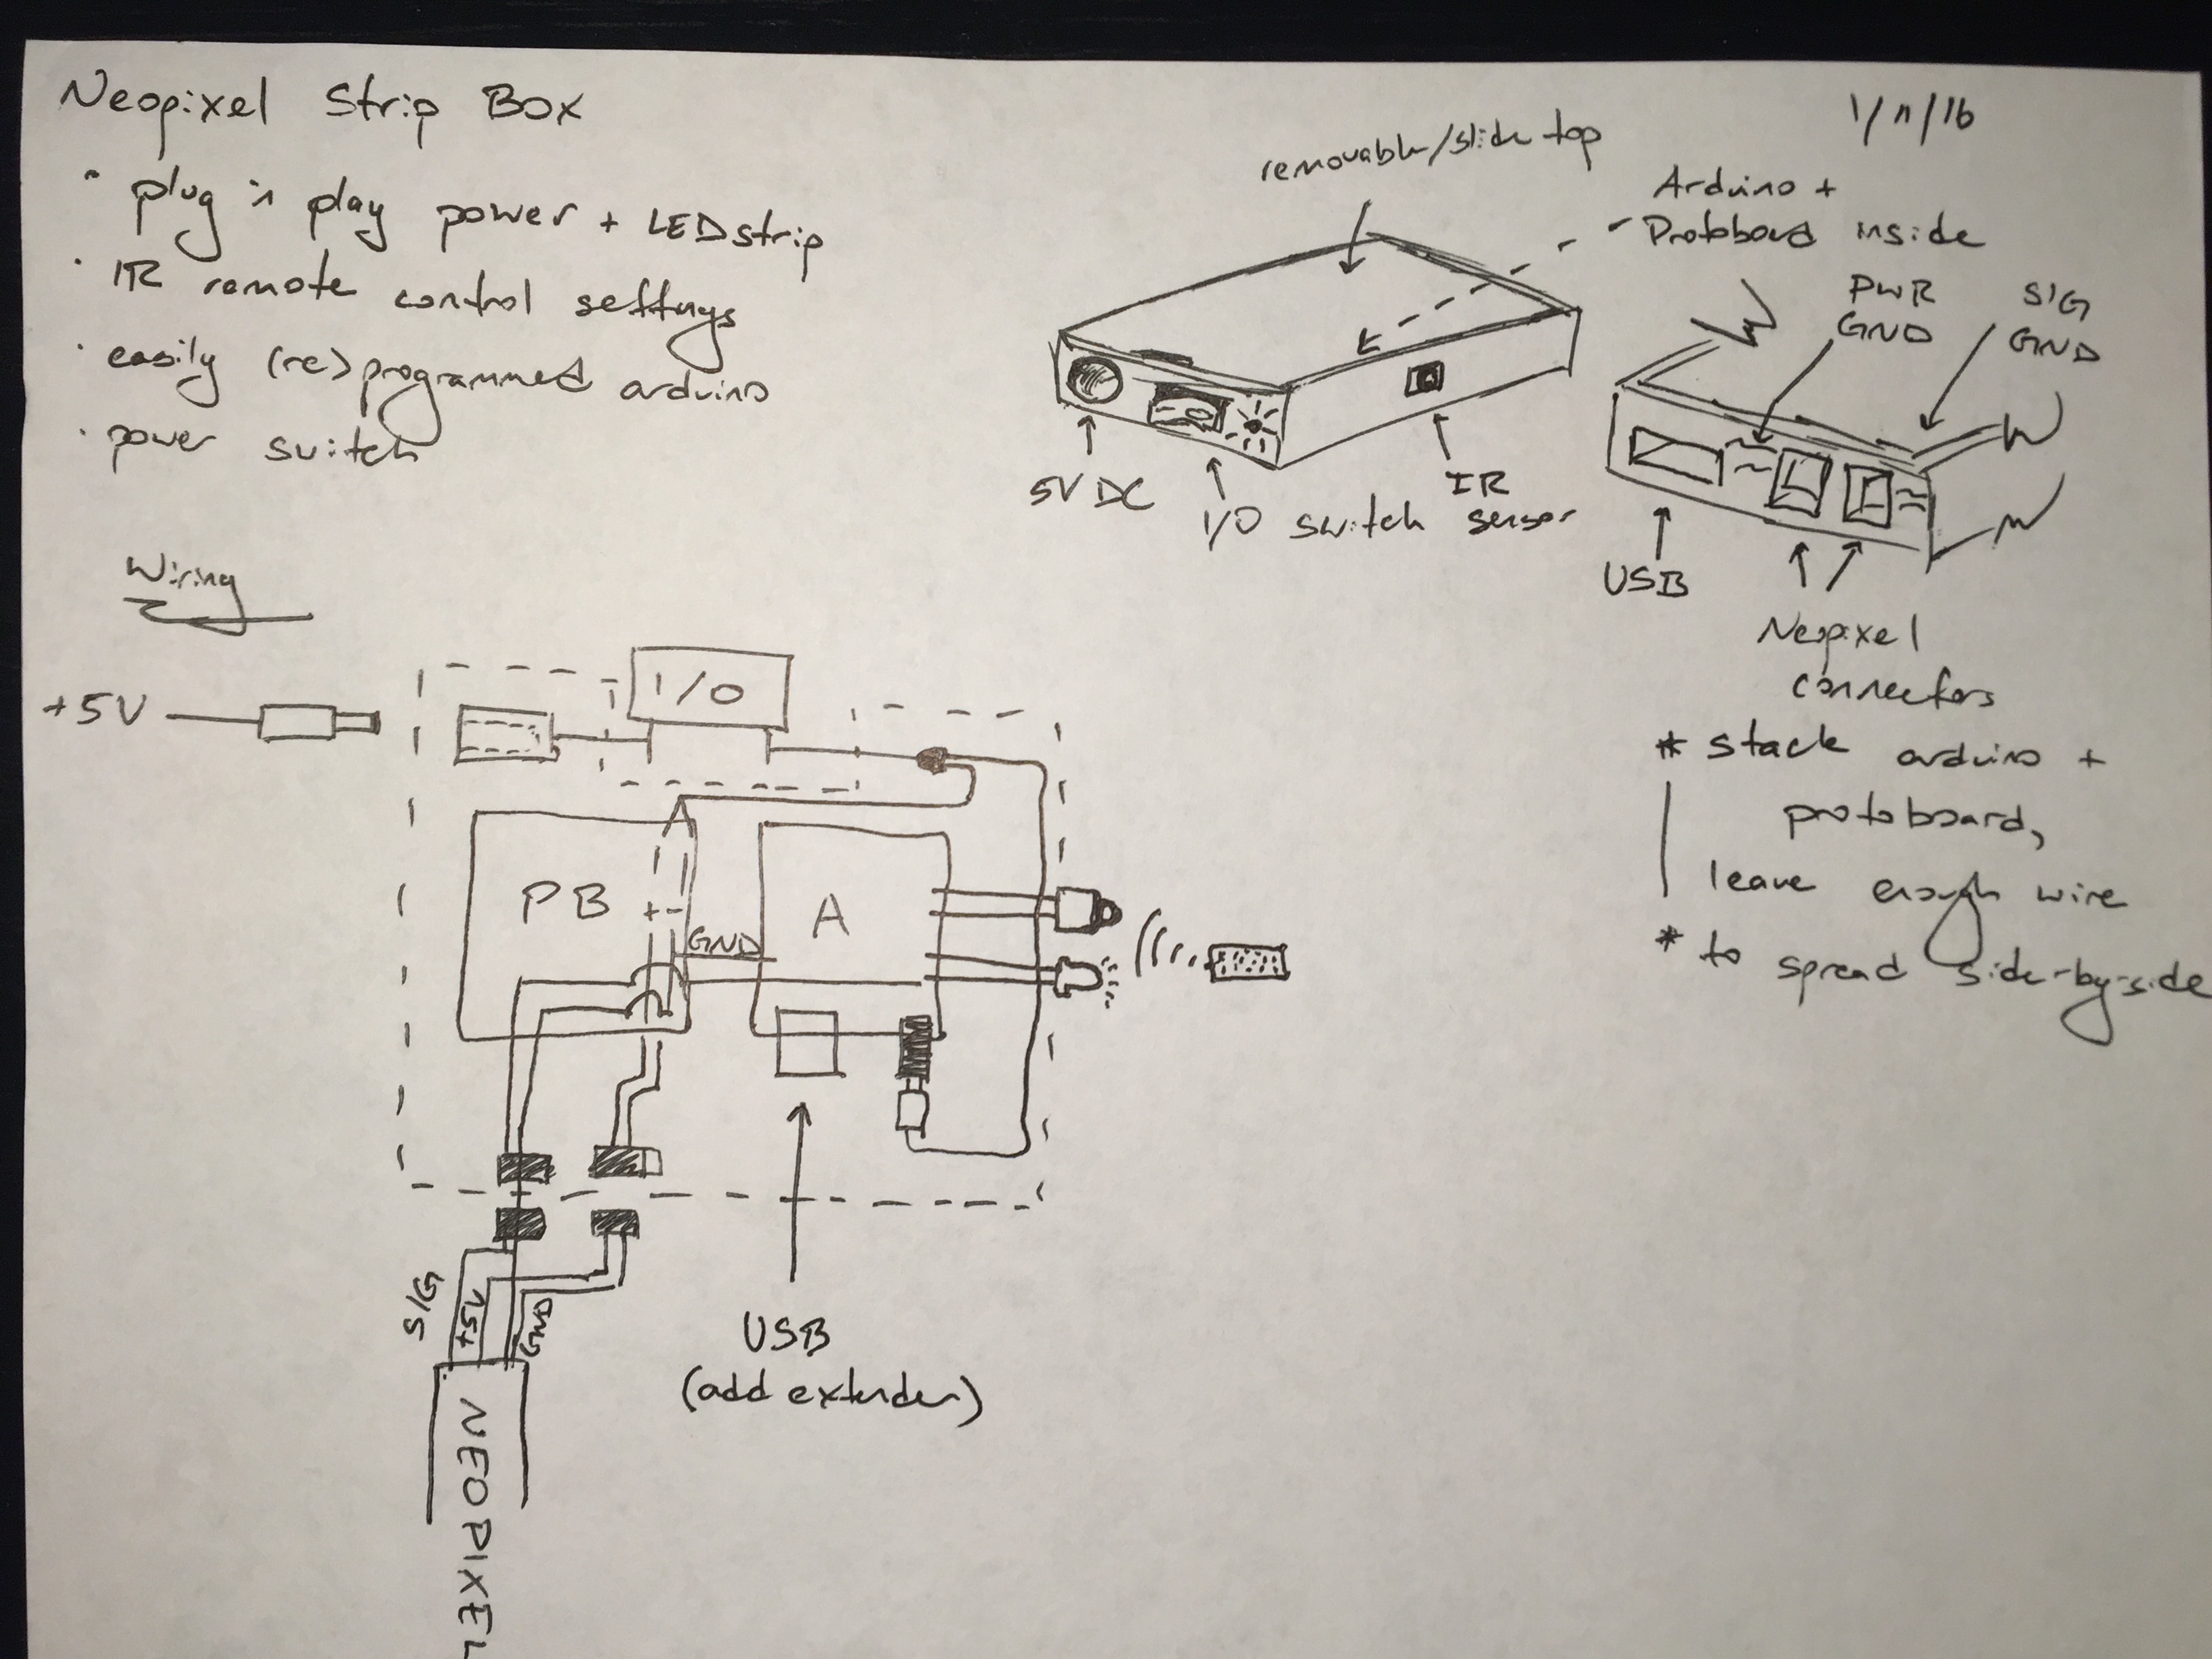 Neopixel Strip Box
1/11/16
• plug 'n play power + LED strip
• IR remote control settings
• easily (re)programmed arduino
• power switch
removable/slide top
Arduino +
Protoboard inside
PWR
GND
SIG
GND
5V DC
I/O switch
IR
sensor
USB
Neopixel
connectors
Wiring
+5V
I/O
PB
+ -
GND
A
SIG
+5V
GND
NEOPIXEL
USB
(add extender)
* stack arduino +
protoboard,
leave enough wire
* to spread side-by-side